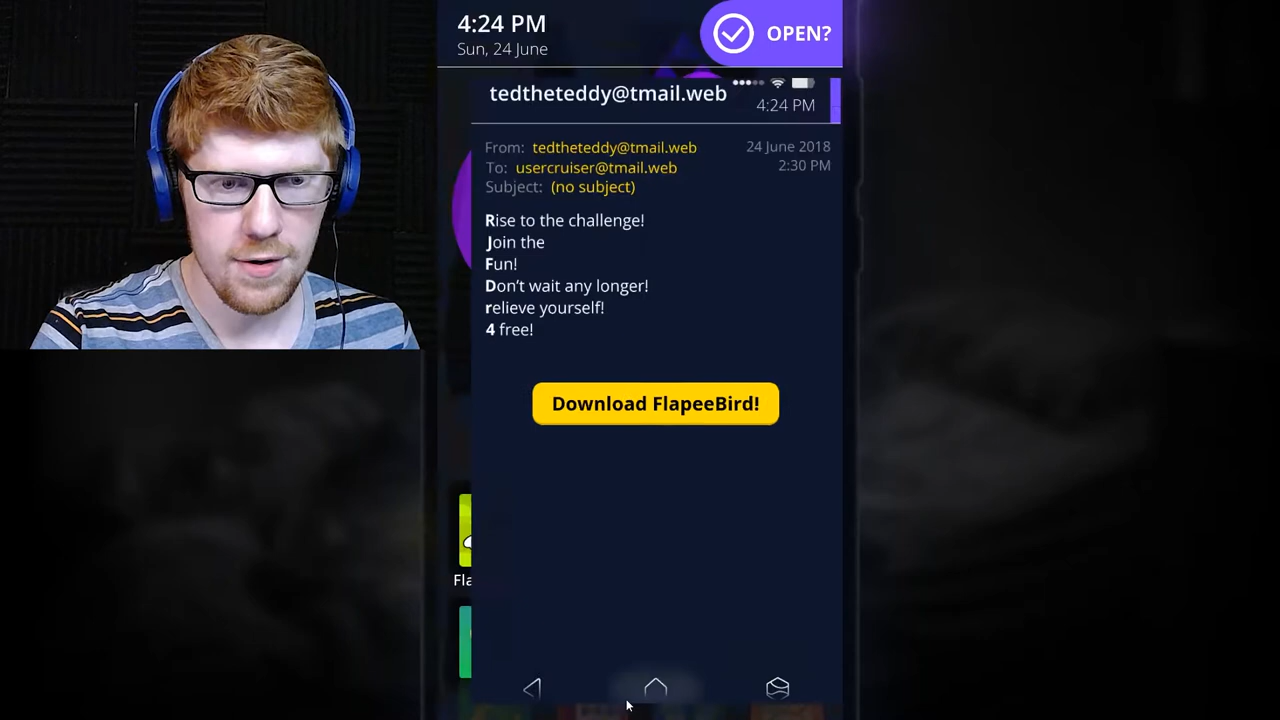 4:24 PM
Sun, 24 June
OPEN?
tedtheteddy@tmail.web
4:24 PM
From: tedtheteddy@tmail.web
24 June 2018
To: usercruiser@tmail.web
2:30 PM
Subject: (no subject)
Rise to the challenge!
Join the
Fun!
Don't wait any longer!
relieve yourself!
4 free!
Download FlapeeBird!
Fla